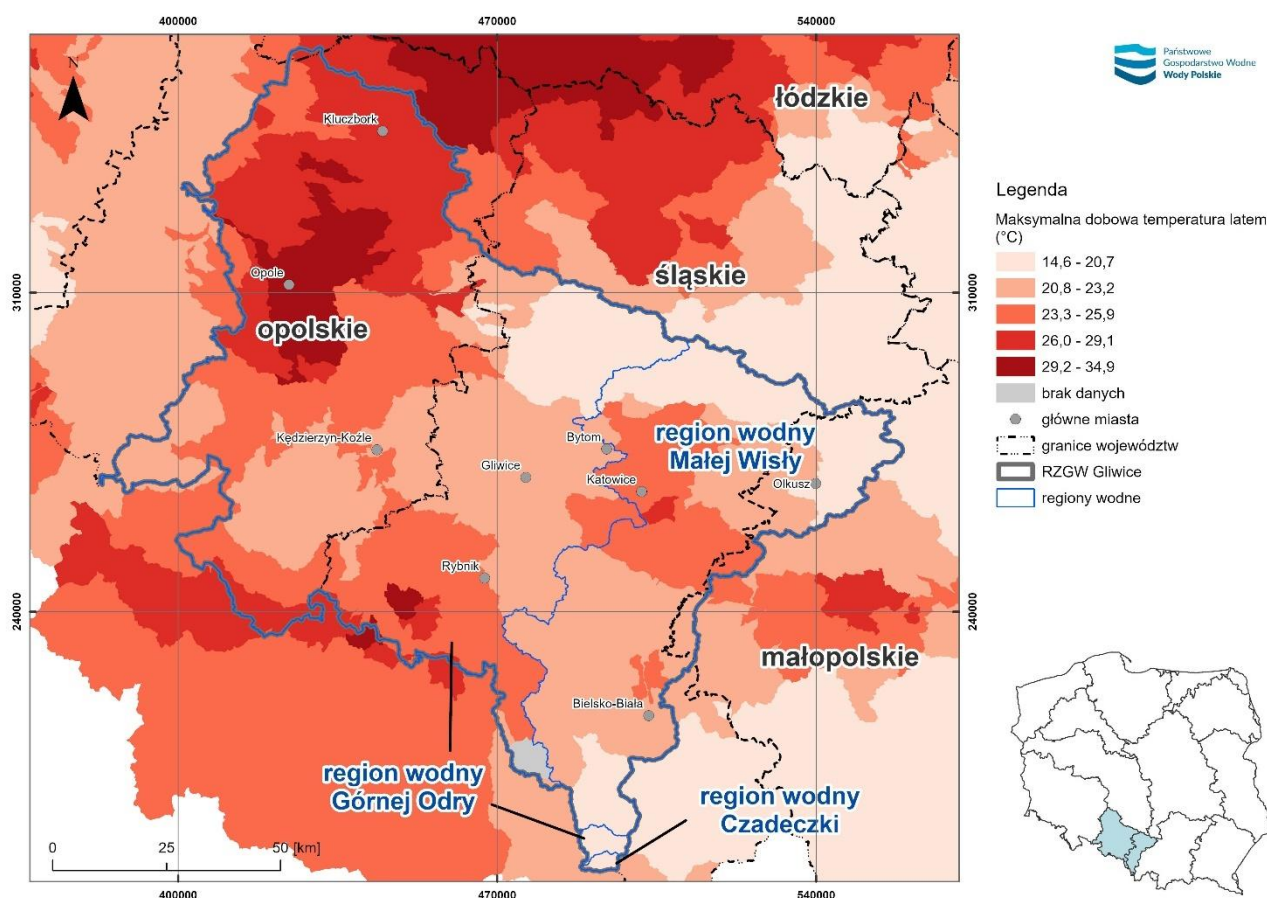 400000
470000
540000
N
Kluczbork
łódzkie
Opole
śląskie
310000
310000
opolskie
Kędzierzyn-Koźle
Bytom
region wodny
Małej Wisły
Gliwice
Katowice
Olkusz
Rybnik
240000
240000
małopolskie
Bielsko-Biała
region wodny
Górnej Odry
region wodny
Czadeczki
0 25 50 [km]
400000
470000
540000
Państwowe
Gospodarstwo Wodne
Wody Polskie
Legenda
Maksymalna dobowa temperatura latem
(°C)
14,6 - 20,7
20,8 - 23,2
23,3 - 25,9
26,0 - 29,1
29,2 - 34,9
brak danych
główne miasta
granice województw
RZGW Gliwice
regiony wodne